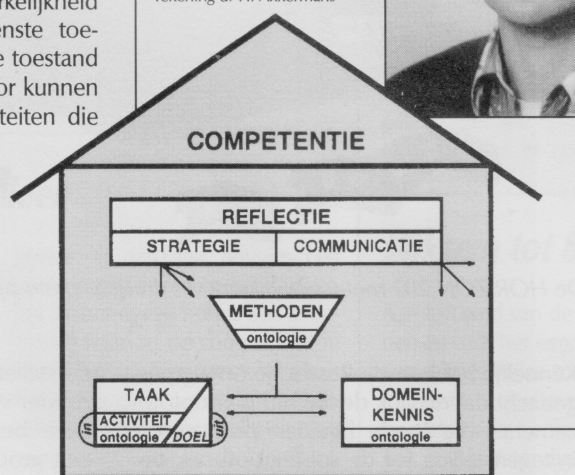 rkelijkheid
enste toe-
e toestand
or kunnen
teiten die
COMPETENTIE
REFLECTIE
STRATEGIE COMMUNICATIE
METHODEN
ontologie
TAAK
ACTIVITEIT
ontologie DOEL
in uit
DOMEIN-
KENNIS
ontologie